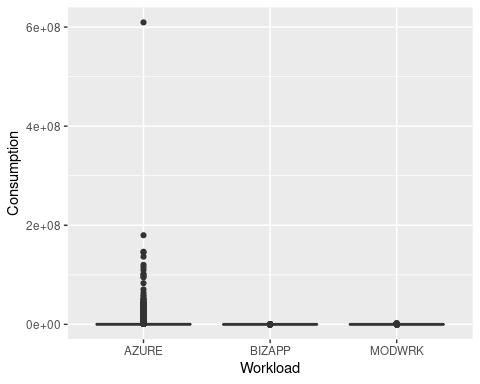 Consumption
6e+08
4e+08
2e+08
0e+00
AZURE BIZAPP MODWRK
Workload